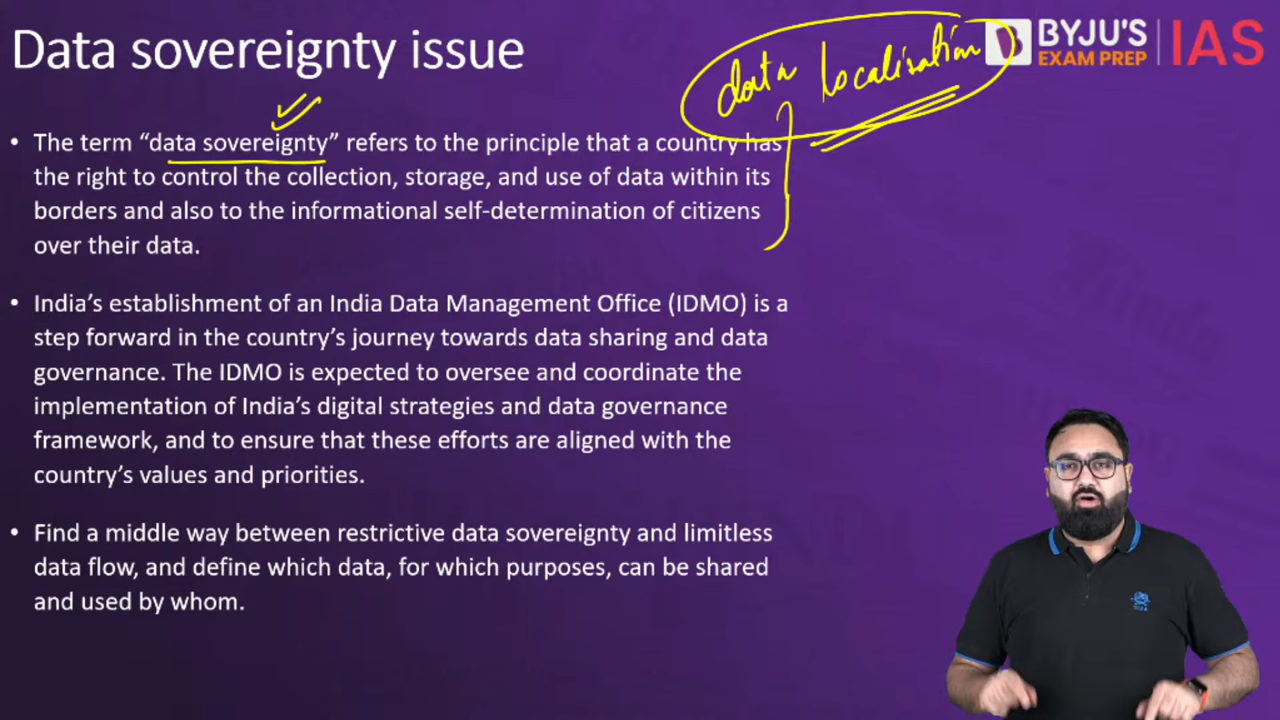 Data sovereignty issue
data localisation
BYJU'S
EXAM PREP
IAS
• The term “data sovereignty” refers to the principle that a country has
the right to control the collection, storage, and use of data within its
borders and also to the informational self-determination of citizens
over their data.
• India’s establishment of an India Data Management Office (IDMO) is a
step forward in the country’s journey towards data sharing and data
governance. The IDMO is expected to oversee and coordinate the
implementation of India’s digital strategies and data governance
framework, and to ensure that these efforts are aligned with the
country’s values and priorities.
• Find a middle way between restrictive data sovereignty and limitless
data flow, and define which data, for which purposes, can be shared
and used by whom.